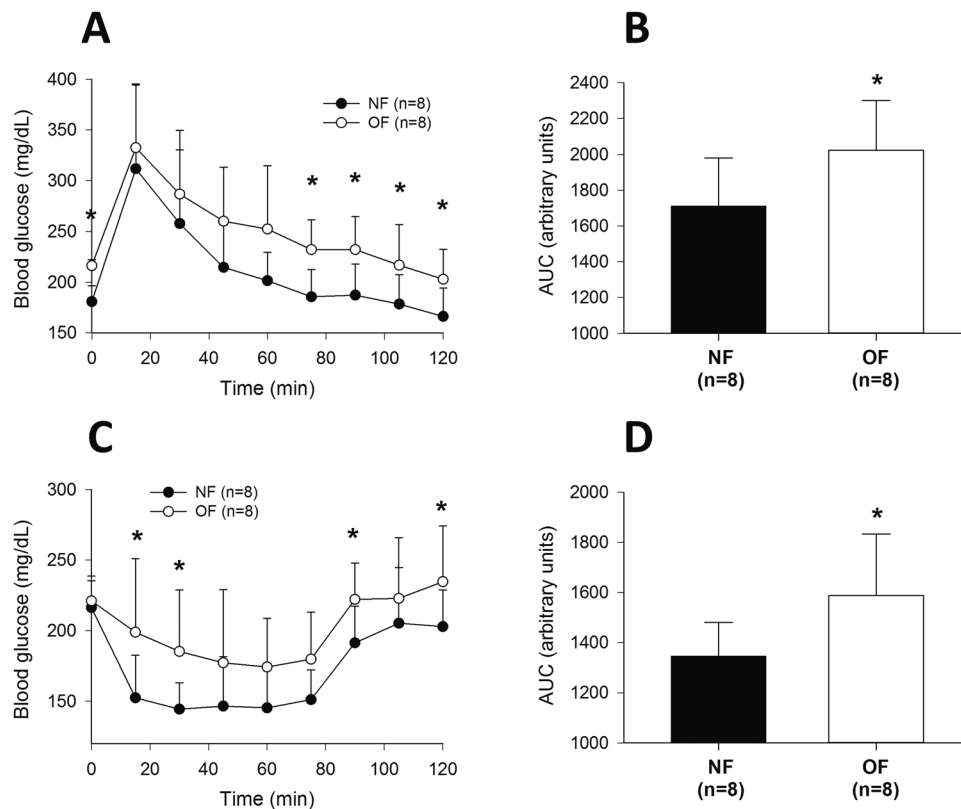 A
Blood glucose (mg/dL)
400
350
300
250
200
150
NF (n=8)
OF (n=8)
*
* * * *
0 20 40 60 80 100 120
Time (min)
B
AUC (arbitrary units)
2400
2200
2000
1800
1600
1400
1200
1000
*
NF OF
(n=8) (n=8)
C
Blood glucose (mg/dL)
300
250
200
150
NF (n=8)
OF (n=8)
* * * *
0 20 40 60 80 100 120
Time (min)
D
AUC (arbitrary units)
2000
1800
1600
1400
1200
1000
*
NF OF
(n=8) (n=8)